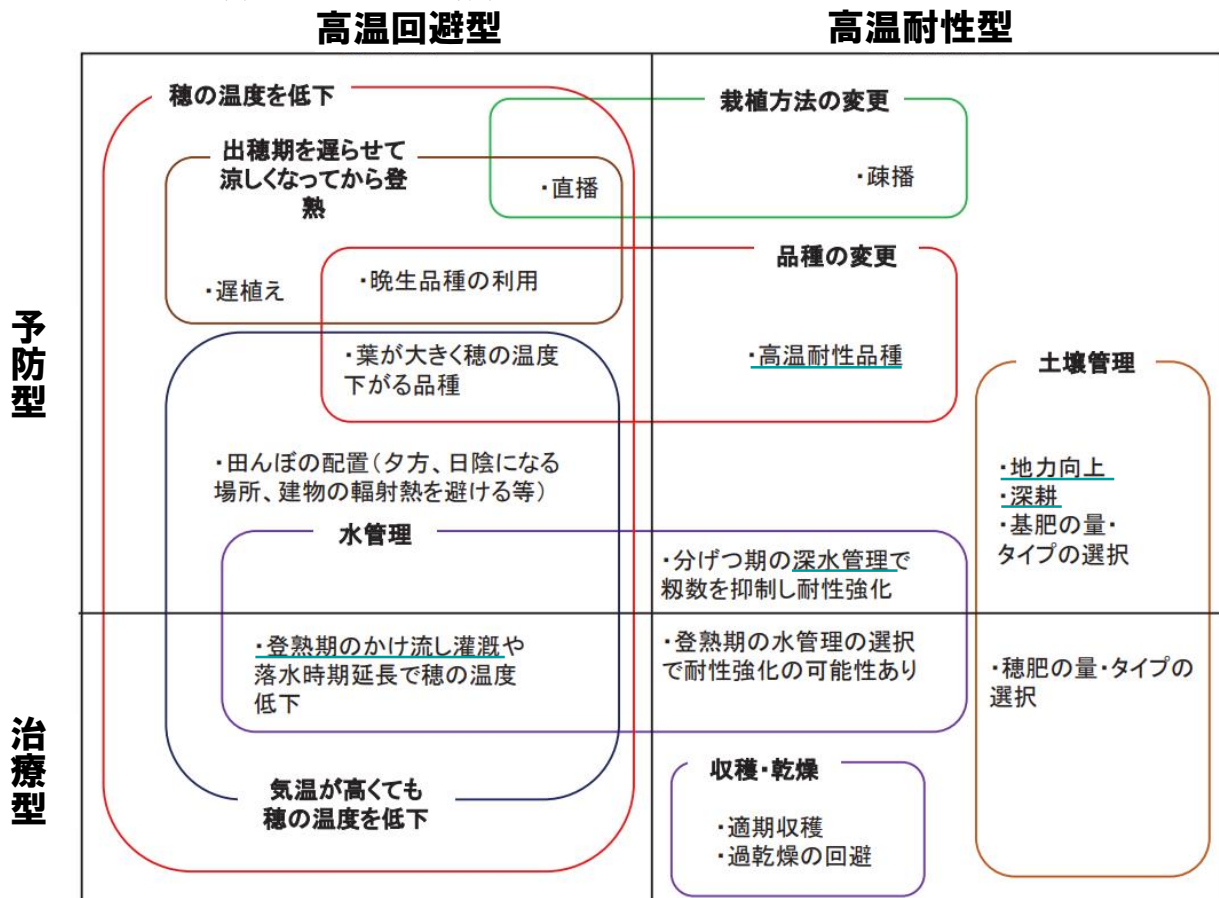 高温回避型
高温耐性型
予防型
治療型
穂の温度を低下
出穂期を遅らせて
涼しくなってから登
熟
・遅植え
栽植方法の変更
・直播
・疎播
品種の変更
・晩生品種の利用
・葉が大きく穂の温度
下がる品種
・高温耐性品種
土壌管理
・地力向上
・深耕
・基肥の量・
タイプの選択
・田んぼの配置（夕方、日陰になる
場所、建物の輻射熱を避ける等）
水管理
・分げつ期の深水管理で
籾数を抑制し耐性強化
・登熟期のかけ流し灌漑や
落水時期延長で穂の温度
低下
・登熟期の水管理の選択
で耐性強化の可能性あり
・穂肥の量・タイプの
選択
気温が高くても
穂の温度を低下
収穫・乾燥
・適期収穫
・過乾燥の回避